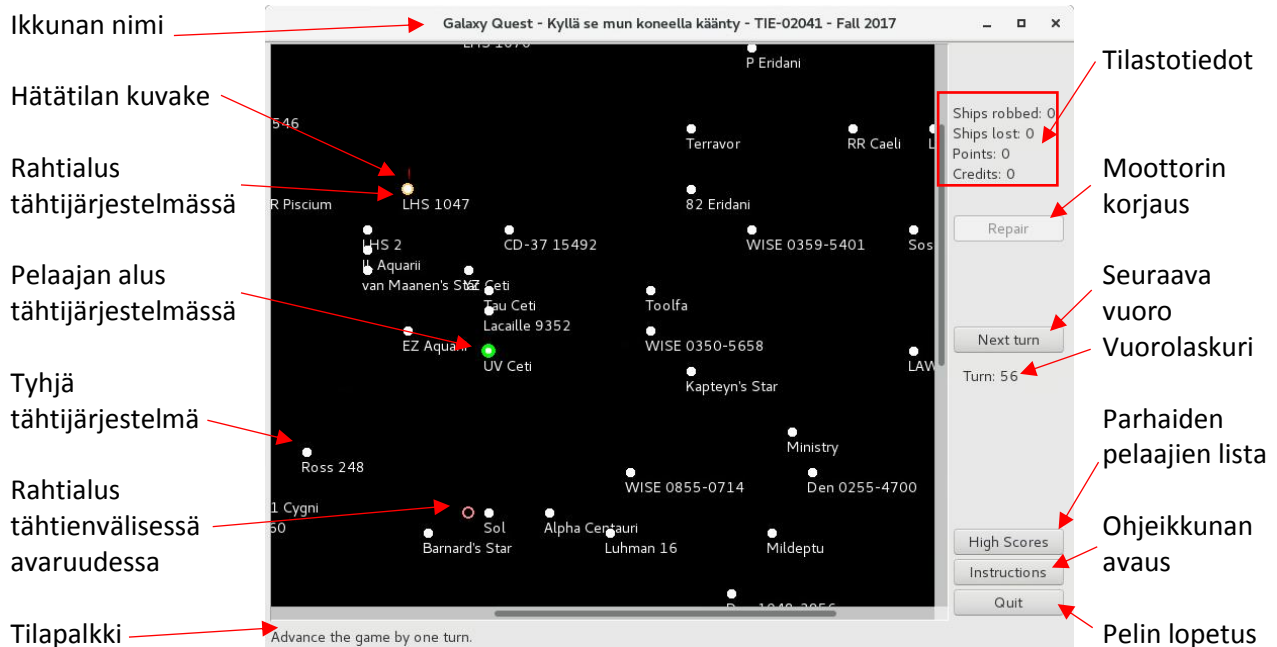 Ikkunan nimi
Hätätilan kuvake
Rahtialus
tähtijärjestelmässä
Pelaajan alus
tähtijärjestelmässä
Tyhjä
tähtijärjestelmä
Rahtialus
tähtienvälisessä
avaruudessa
Tilapalkki
Galaxy Quest - Kyllä se mun koneella käänty - TIE-02041 - Fall 2017
P Eridani
546
Terravor
RR Caeli
L
R Piscium
LHS 1047
82 Eridani
LHS 2
CD-37 15492
WISE 0359-5401
Sos
Aquarii
van Maanen's Star
Ceti
Tau Ceti
Toolfa
Lacaille 9352
EZ Aquarii
WISE 0350-5658
UV Ceti
LAW
Kapteyn's Star
Ministry
Ross 248
WISE 0855-0714
Den 0255-4700
1 Cygni
60
Sol
Alpha Centauri
Barnard's Star
Luhman 16
Mildeptu
Advance the game by one turn.
Ships robbed: 0
Ships lost: 0
Points: 0
Credits: 0
Repair
Next turn
Turn: 56
High Scores
Instructions
Quit
Tilastotiedot
Moottorin
korjaus
Seuraava
vuoro
Vuorolaskuri
Parhaiden
pelaajien lista
Ohjeikkunan
avaus
Pelin lopetus